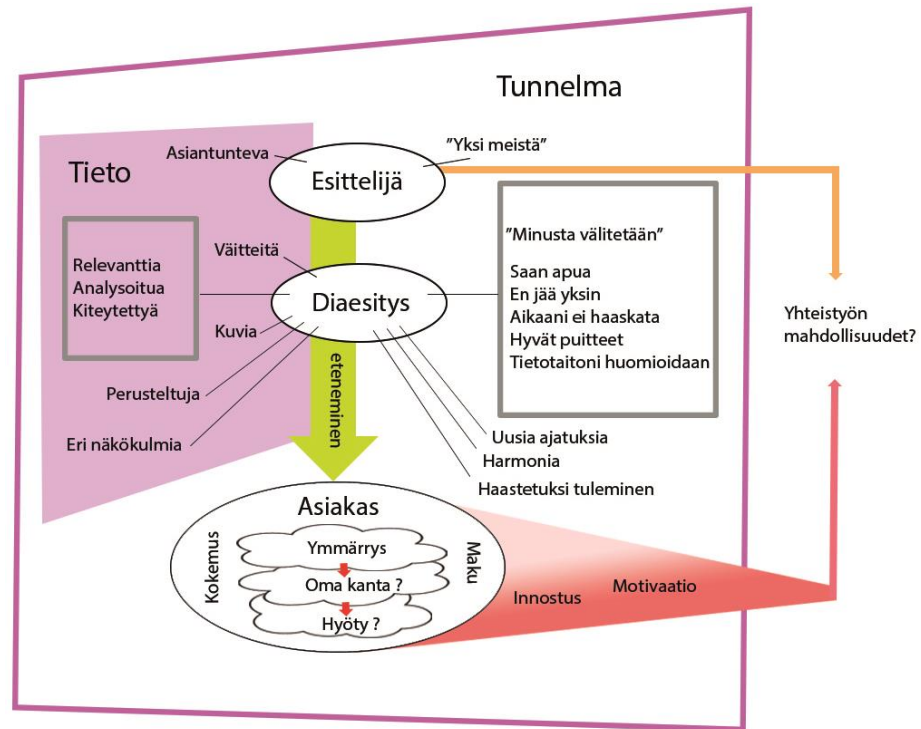 Tunnelma
Tieto
Asiantunteva
"Yksi meistä"
Esittelijä
Väitteitä
Relevanttia
Analysoitua
Kiteytettyä
Diaesitys
Kuvia
Perusteltuja
Eri näkökulmia
eteneminen
"Minusta välitetään"
Saan apua
En jää yksin
Aikaani ei haaskata
Hyvät puitteet
Tietotaitoni huomioidaan
Uusia ajatuksia
Harmonia
Haastetuksi tuleminen
Yhteistyön
mahdollisuudet?
Asiakas
Kokemus
Ymmärrys
Oma kanta ?
Hyöty ?
Maku
Innostus
Motivaatio